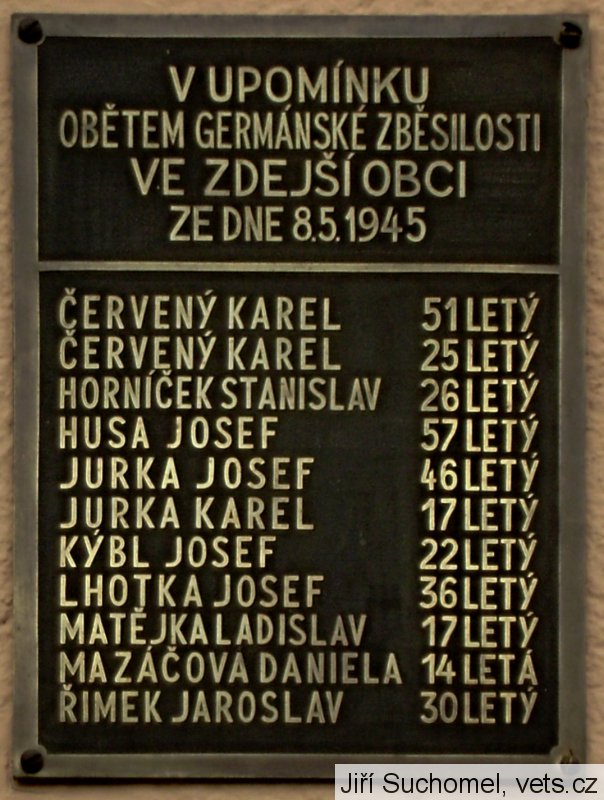 V UPOMÍNKU
OBĚTEM GERMÁNSKÉ ZBĚSILOSTI
VE ZDEJŠÍ OBCI
ZE DNE 8.5.1945
ČERVENÝ KAREL 51 LETÝ
ČERVENÝ KAREL 25 LETÝ
HORNÍČEK STANISLAV 26 LETÝ
HUSA JOSEF 57 LETÝ
JURKA JOSEF 46 LETÝ
JURKA KAREL 17 LETÝ
KÝBL JOSEF 22 LETÝ
LHOTKA JOSEF 36 LETÝ
MATĚJKA LADISLAV 17 LETÝ
MAZÁČOVÁ DANIELA 14 LETÁ
ŘIMEK JAROSLAV 30 LETÝ
Jiří Suchomel, vets.cz